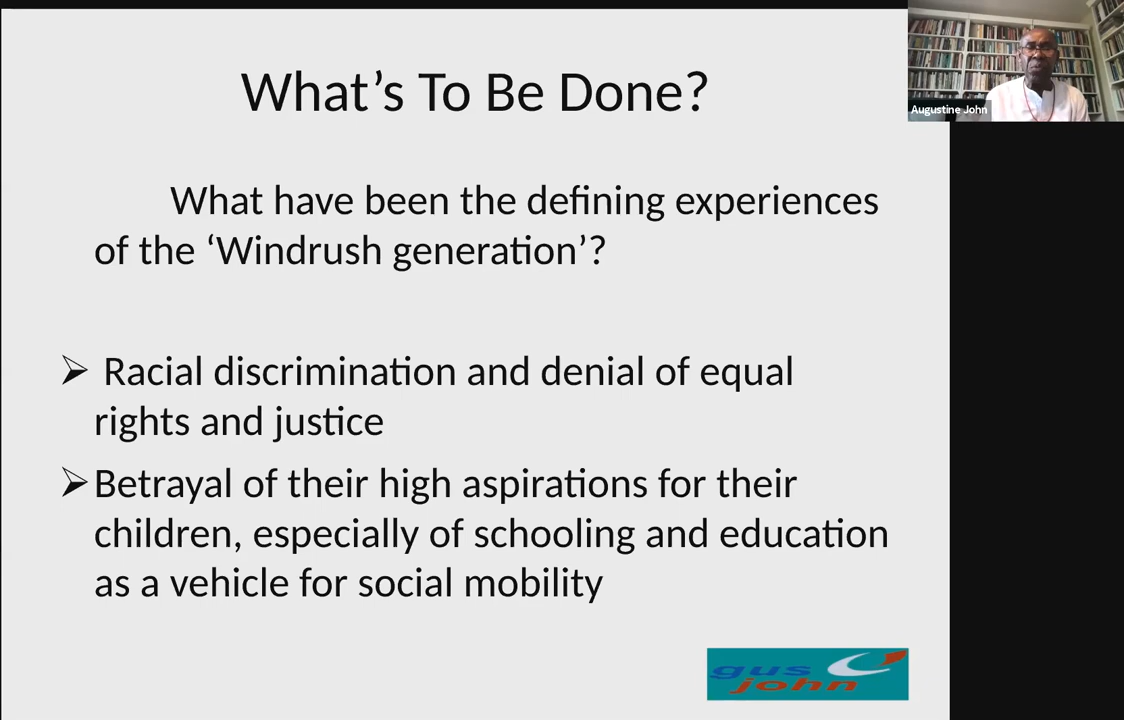 What’s To Be Done?
Augustine John
What have been the defining experiences
of the ‘Windrush generation’?
➢ Racial discrimination and denial of equal
rights and justice
➢ Betrayal of their high aspirations for their
children, especially of schooling and education
as a vehicle for social mobility
gus
john